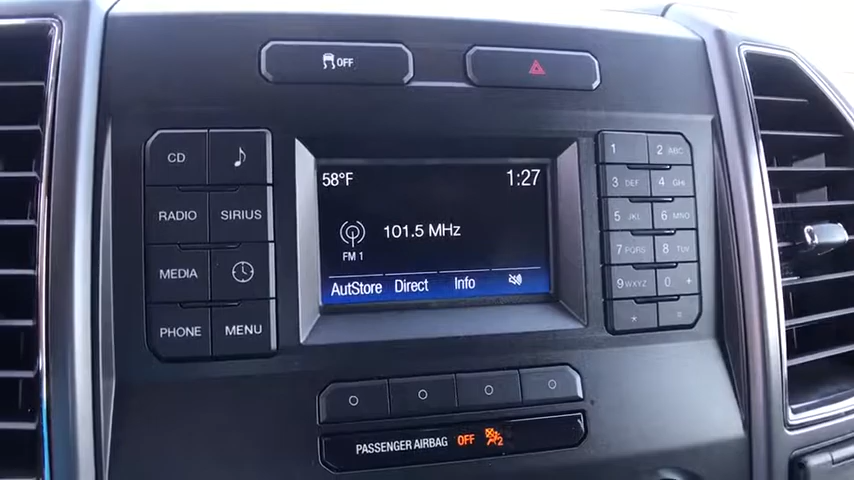 OFF
CD
RADIO SIRIUS
MEDIA
PHONE MENU
58°F 1:27
101.5 MHz
FM 1
AutStore Direct Info
1 2 ABC
3 DEF 4 GHI
5 JKL 6 MNO
7 PQRS 8 TUV
9 WXYZ 0 +
*
PASSENGER AIRBAG OFF 2